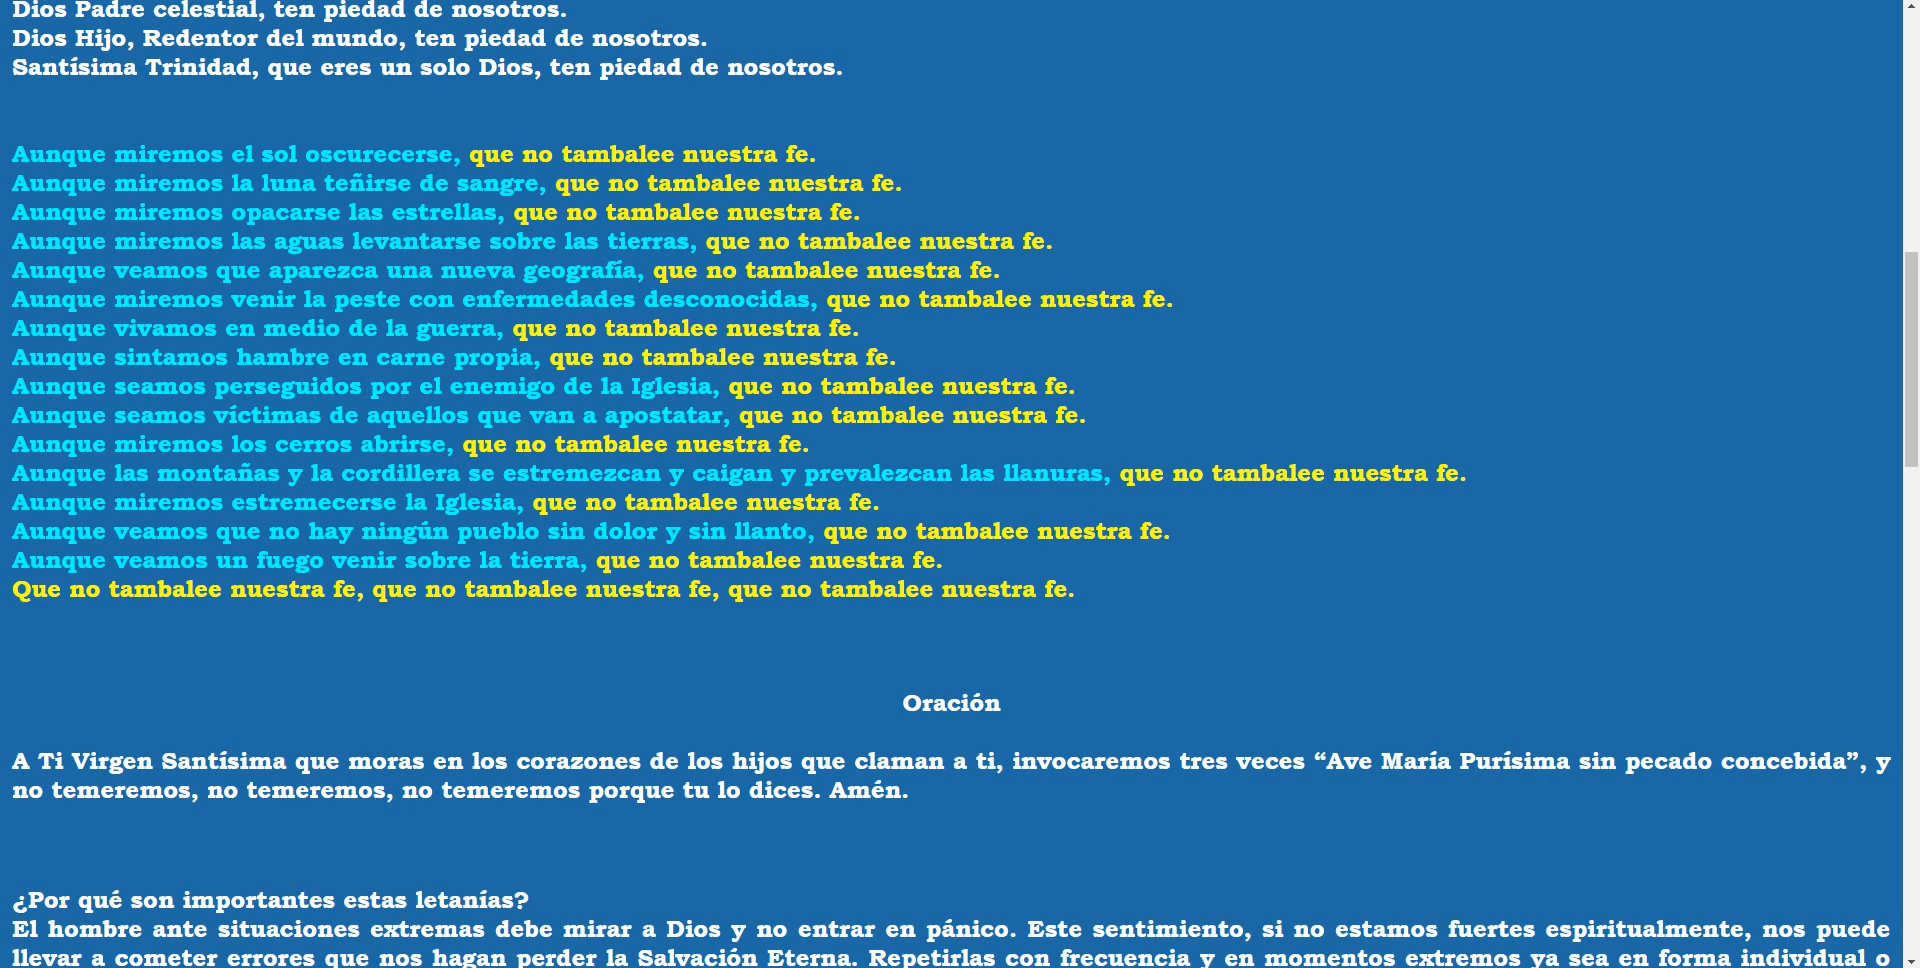 Dios Padre celestial, ten piedad de nosotros.
Dios Hijo, Redentor del mundo, ten piedad de nosotros.
Santísima Trinidad, que eres un solo Dios, ten piedad de nosotros.
Aunque miremos el sol oscurecerse, que no tambalee nuestra fe.
Aunque miremos la luna teñirse de sangre, que no tambalee nuestra fe.
Aunque miremos opacarse las estrellas, que no tambalee nuestra fe.
Aunque miremos las aguas levantarse sobre las tierras, que no tambalee nuestra fe.
Aunque veamos que aparezca una nueva geografía, que no tambalee nuestra fe.
Aunque miremos venir la peste con enfermedades desconocidas, que no tambalee nuestra fe.
Aunque vivamos en medio de la guerra, que no tambalee nuestra fe.
Aunque sintamos hambre en carne propia, que no tambalee nuestra fe.
Aunque seamos perseguidos por el enemigo de la Iglesia, que no tambalee nuestra fe.
Aunque seamos víctimas de aquellos que van a apostatar, que no tambalee nuestra fe.
Aunque miremos los cerros abrirse, que no tambalee nuestra fe.
Aunque las montañas y la cordillera se estremezcan y caigan y prevalezcan las llanuras, que no tambalee nuestra fe.
Aunque miremos estremecerse la Iglesia, que no tambalee nuestra fe.
Aunque veamos que no hay ningún pueblo sin dolor y sin llanto, que no tambalee nuestra fe.
Aunque veamos un fuego venir sobre la tierra, que no tambalee nuestra fe.
Que no tambalee nuestra fe, que no tambalee nuestra fe, que no tambalee nuestra fe.
Oración
A Ti Virgen Santísima que moras en los corazones de los hijos que claman a ti, invocaremos tres veces “Ave María Purísima sin pecado concebida”, y
no temeremos, no temeremos, no temeremos porque tu lo dices. Amén.
¿Por qué son importantes estas letanías?
El hombre ante situaciones extremas debe mirar a Dios y no entrar en pánico. Este sentimiento, si no estamos fuertes espiritualmente, nos puede
llevar a cometer errores que nos hagan perder la Salvación Eterna. Repetirlas con frecuencia y en momentos extremos ya sea en forma individual o